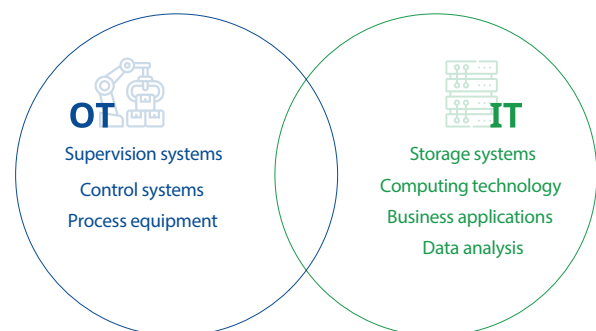 OT
Supervision systems
Control systems
Process equipment
IT
Storage systems
Computing technology
Business applications
Data analysis